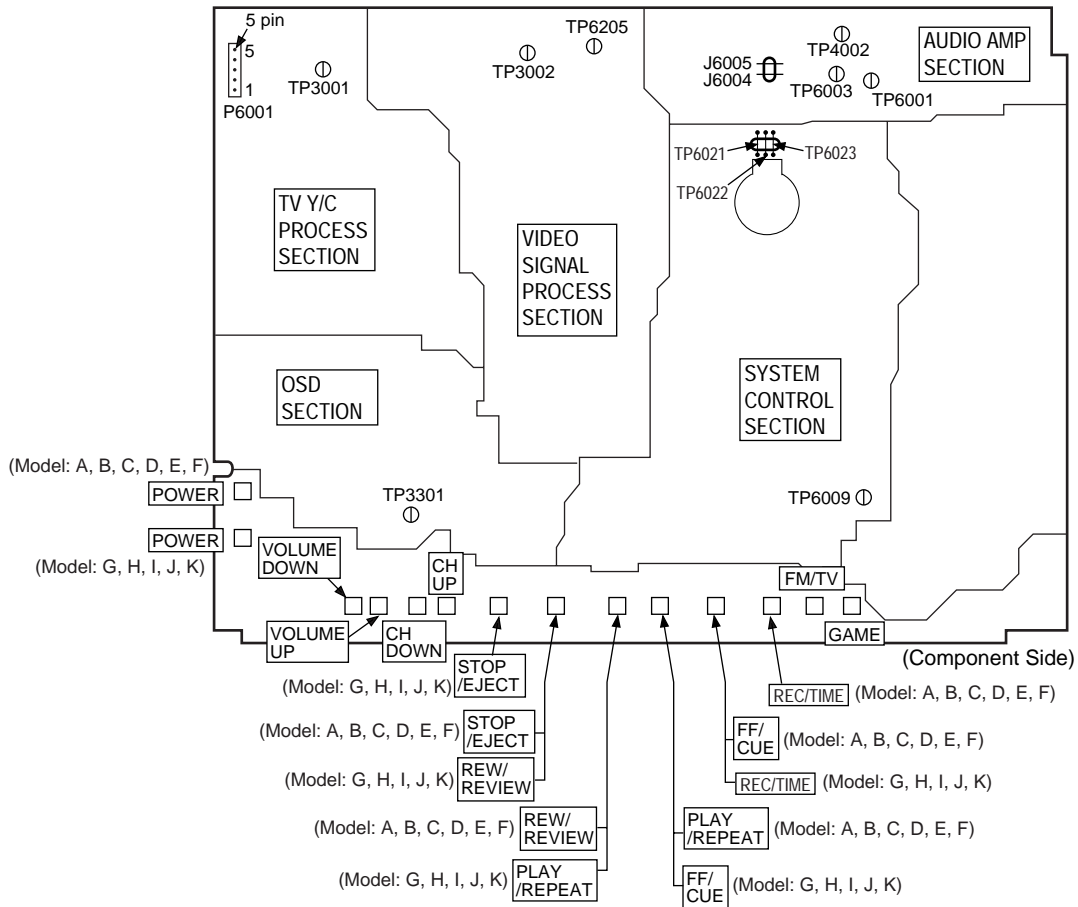 5 pin
5
1
P6001
TP3001
TP3002
TP6205
J6005
J6004
TP4002
TP6003
TP6001
AUDIO AMP
SECTION
TP6021
TP6023
TP6022
TV Y/C
PROCESS
SECTION
VIDEO
SIGNAL
PROCESS
SECTION
OSD
SECTION
SYSTEM
CONTROL
SECTION
(Model: A, B, C, D, E, F)
POWER
POWER
(Model: G, H, I, J, K)
TP3301
TP6009
VOLUME
DOWN
CH
UP
FM/TV
VOLUME
UP
CH
DOWN
GAME
(Component Side)
(Model: G, H, I, J, K)
STOP
/EJECT
REC/TIME
(Model: A, B, C, D, E, F)
(Model: A, B, C, D, E, F)
STOP
/EJECT
FF/
CUE
(Model: A, B, C, D, E, F)
(Model: G, H, I, J, K)
REW/
REVIEW
REC/TIME
(Model: G, H, I, J, K)
(Model: A, B, C, D, E, F)
REW/
REVIEW
PLAY
/REPEAT
(Model: A, B, C, D, E, F)
(Model: G, H, I, J, K)
PLAY
/REPEAT
FF/
CUE
(Model: G, H, I, J, K)